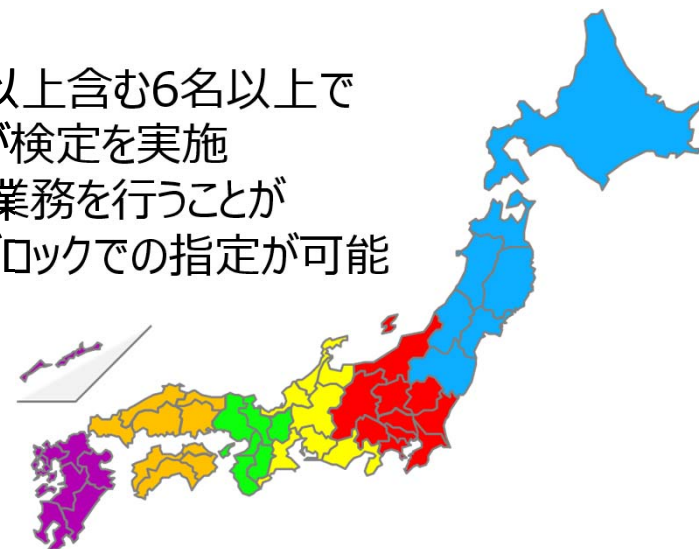 以上含む6名以上で
が検定を実施
業務を行うことが
ブロックでの指定が可能